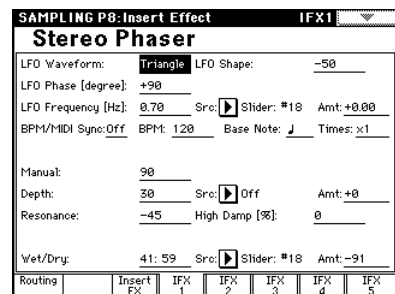 SAMPLING P8:Insert Effect IFX1
Stereo Phaser
LFO Waveform: Triangle LFO Shape: -50
LFO Phase [degree]: +90
LFO Frequency [Hz]: 0.70 Src: Slider: #18 Amt: +0.00
BPM/MIDI Sync: Off BPM: 120 Base Note: ♩ Times: x1
Manual: 90
Depth: 30 Src: Off Amt: +0
Resonance: -45 High Damp [%]: 0
Wet/Dry: 41: 59 Src: Slider: #18 Amt: -91
Routing Insert FX IFX 1 IFX 2 IFX 3 IFX 4 IFX 5